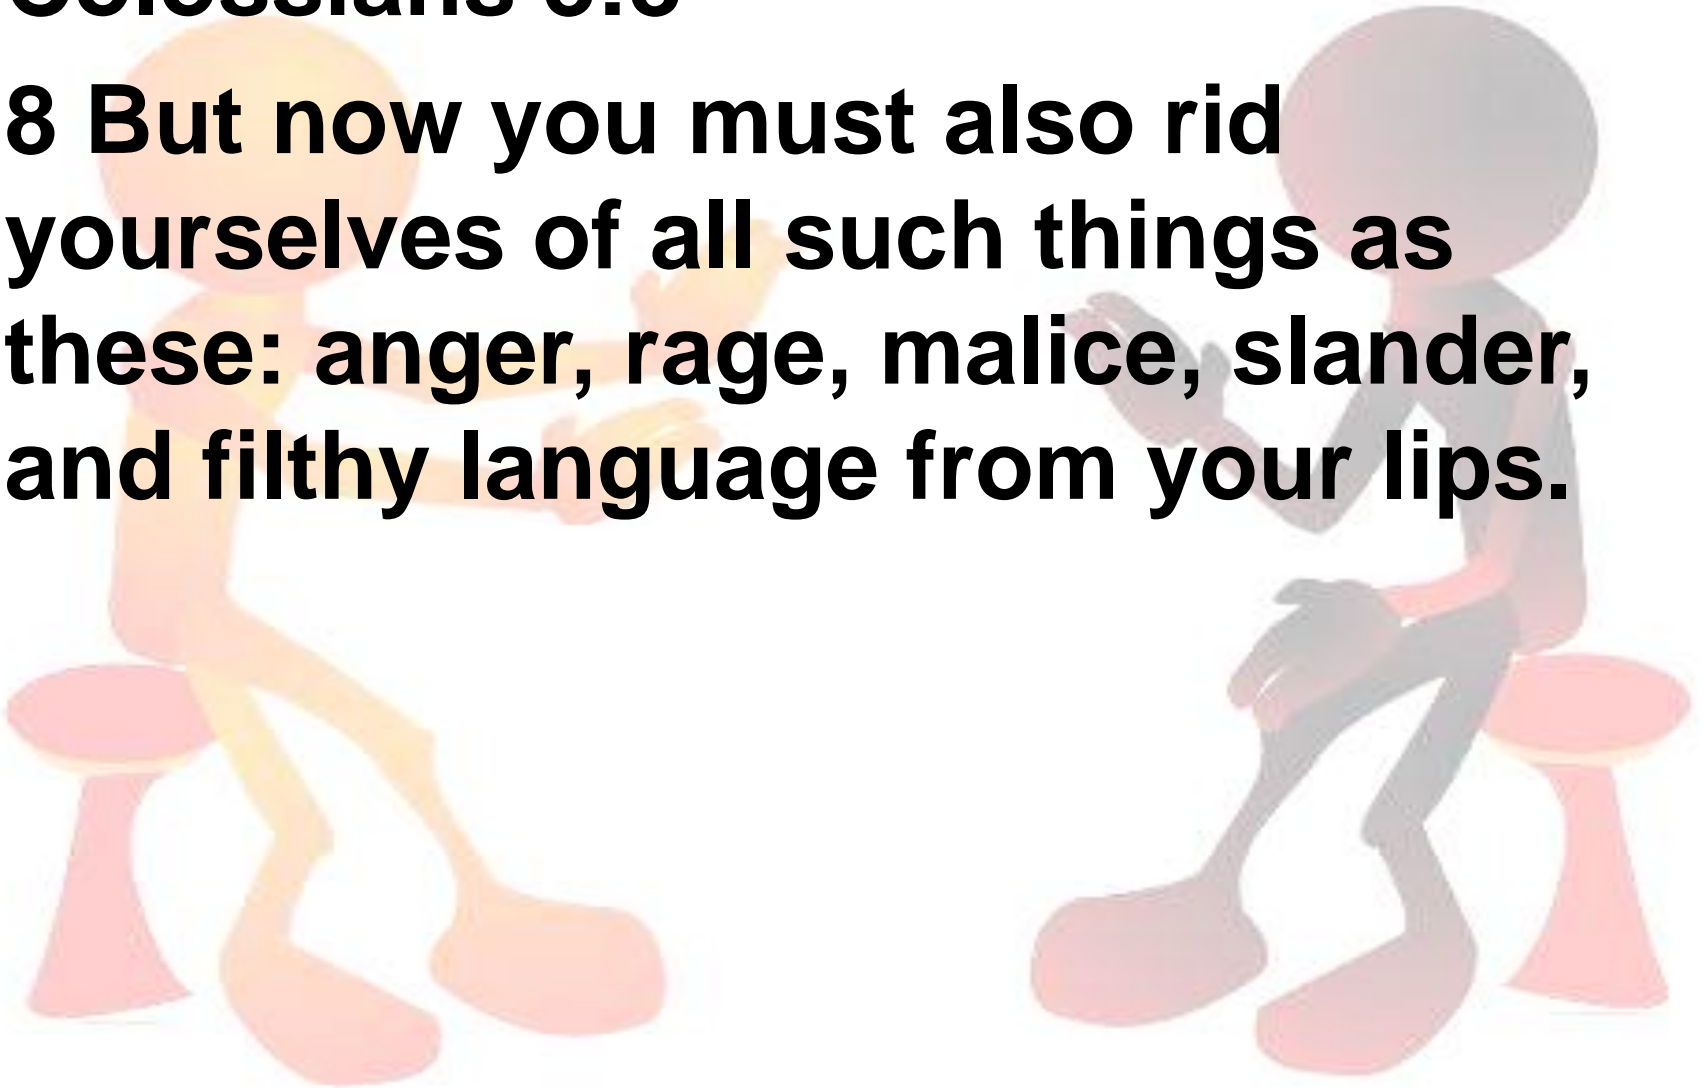 8 But now you must also rid
yourselves of all such things as
these: anger, rage, malice, slander,
and filthy language from your lips.